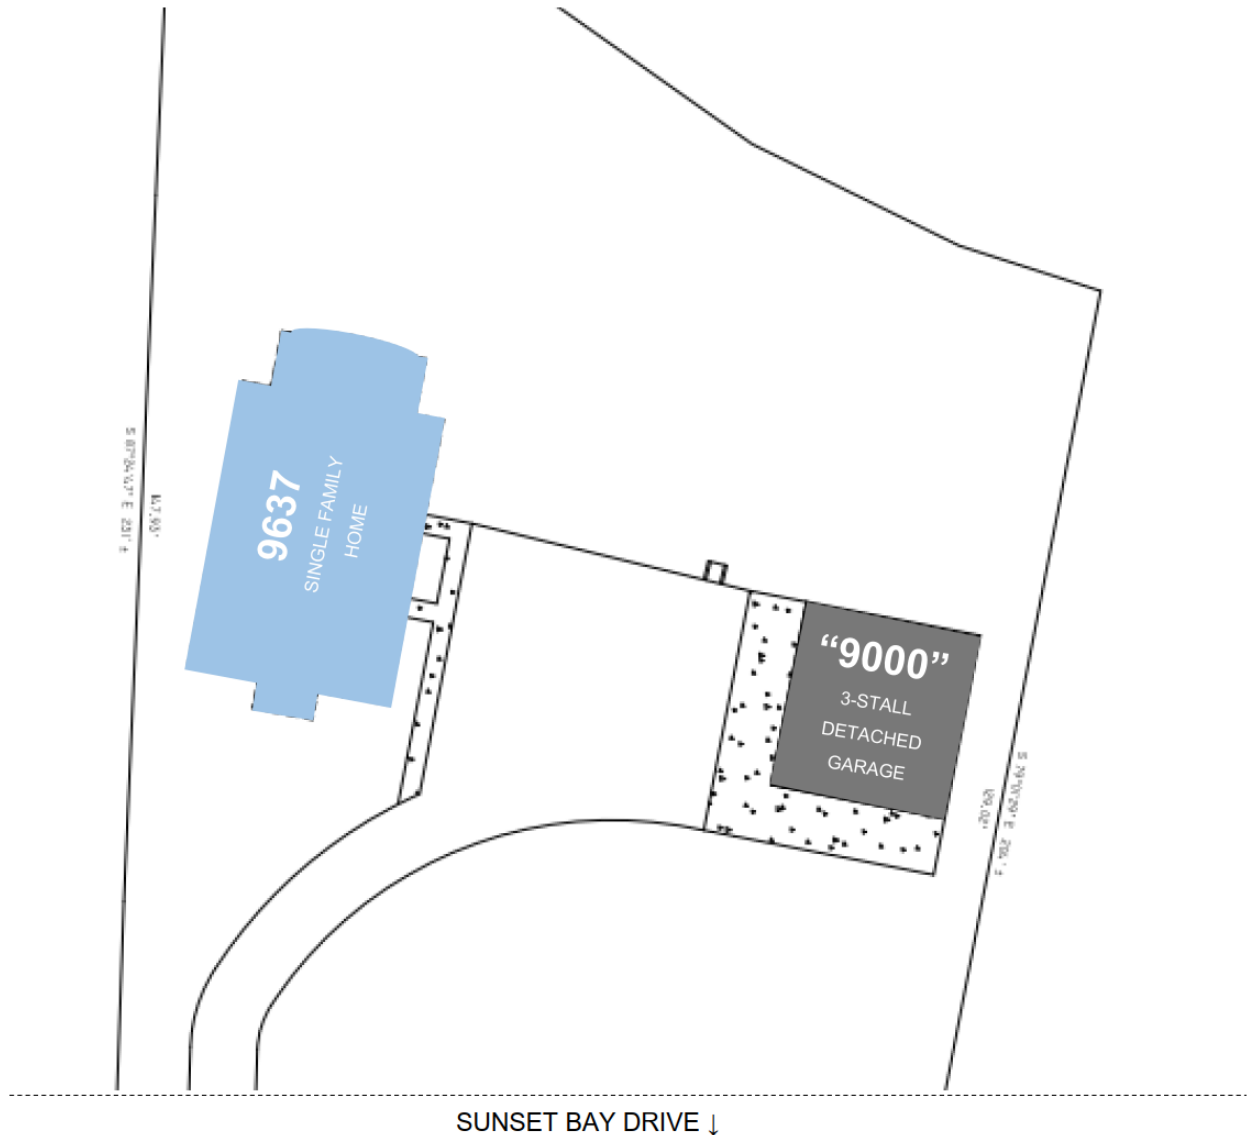 9637
SINGLE FAMILY
HOME
“9000”
3-STALL
DETACHED
GARAGE
SUNSET BAY DRIVE ↓